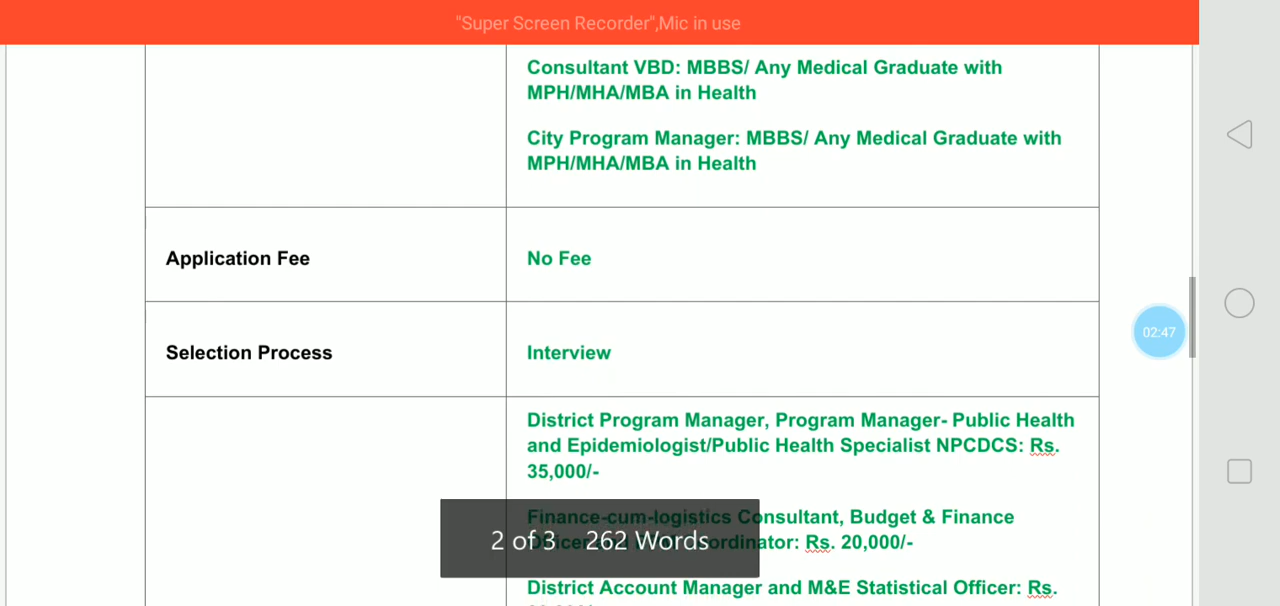 "Super Screen Recorder",Mic in use
Consultant VBD: MBBS/ Any Medical Graduate with
MPH/MHA/MBA in Health
City Program Manager: MBBS/ Any Medical Graduate with
MPH/MHA/MBA in Health
Application Fee
No Fee
Selection Process
Interview
02:47
District Program Manager, Program Manager- Public Health
and Epidemiologist/Public Health Specialist NPCDCS: Rs.
35,000/-
Finance-cum-logistics Consultant, Budget & Finance
Rs. 20,000/-
2 of 3 262 Words
District Account Manager and M&E Statistical Officer: Rs.